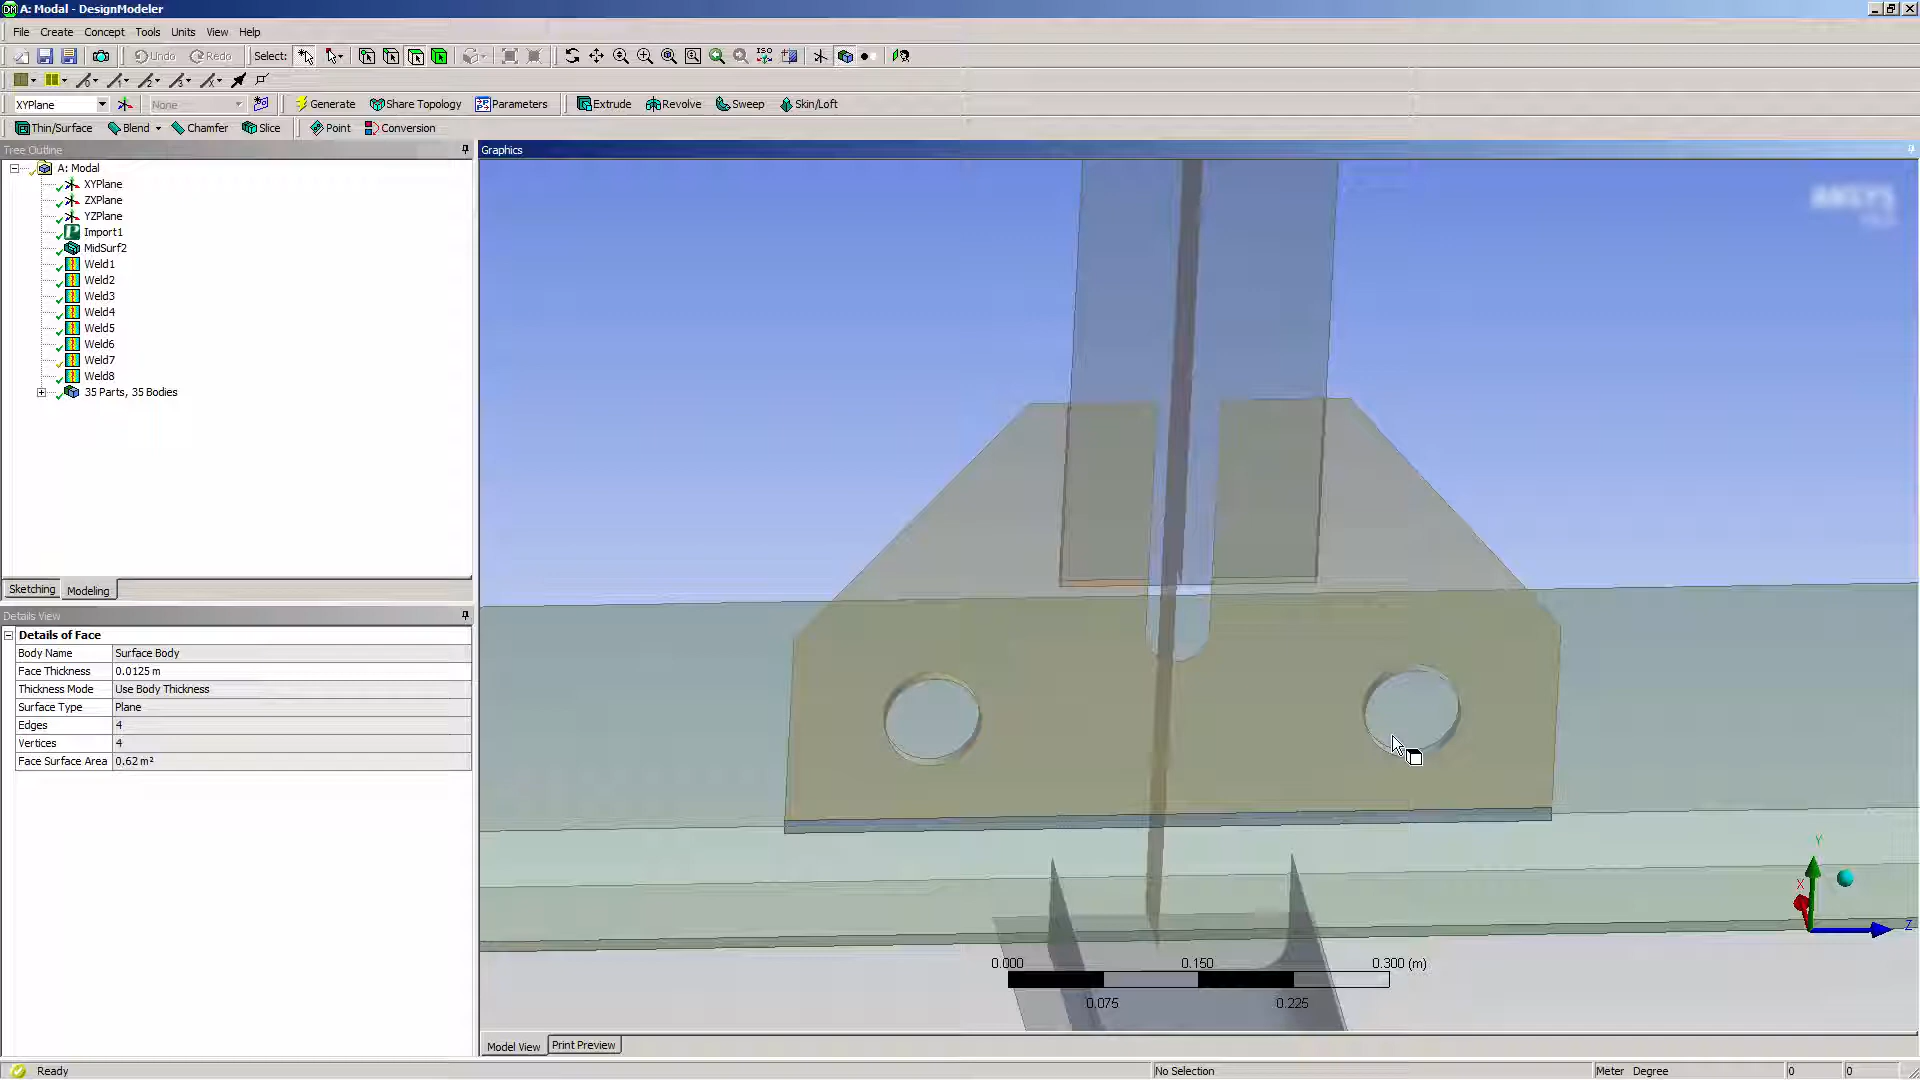 A: Modal - DesignModeler
File Create Concept Tools Units View Help
Undo Redo Select: ISO
XYPlane None Generate Share Topology Parameters Extrude Revolve Sweep Skin/Loft
Thin/Surface Blend Chamfer Slice Point Conversion
Tree Outline
A: Modal
XYPlane
ZXPlane
YZPlane
Import1
MidSurf2
Weld1
Weld2
Weld3
Weld4
Weld5
Weld6
Weld7
Weld8
35 Parts, 35 Bodies
Sketching Modeling
Details View
Details of Face
Body Name Surface Body
Face Thickness 0.0125 m
Thickness Mode Use Body Thickness
Surface Type Plane
Edges 4
Vertices 4
Face Surface Area 0.62 m²
Graphics
ANSYS
Y
X
Z
0.000 0.150 0.300 (m)
0.075 0.225
Model View Print Preview
Ready No Selection Meter Degree 0 0